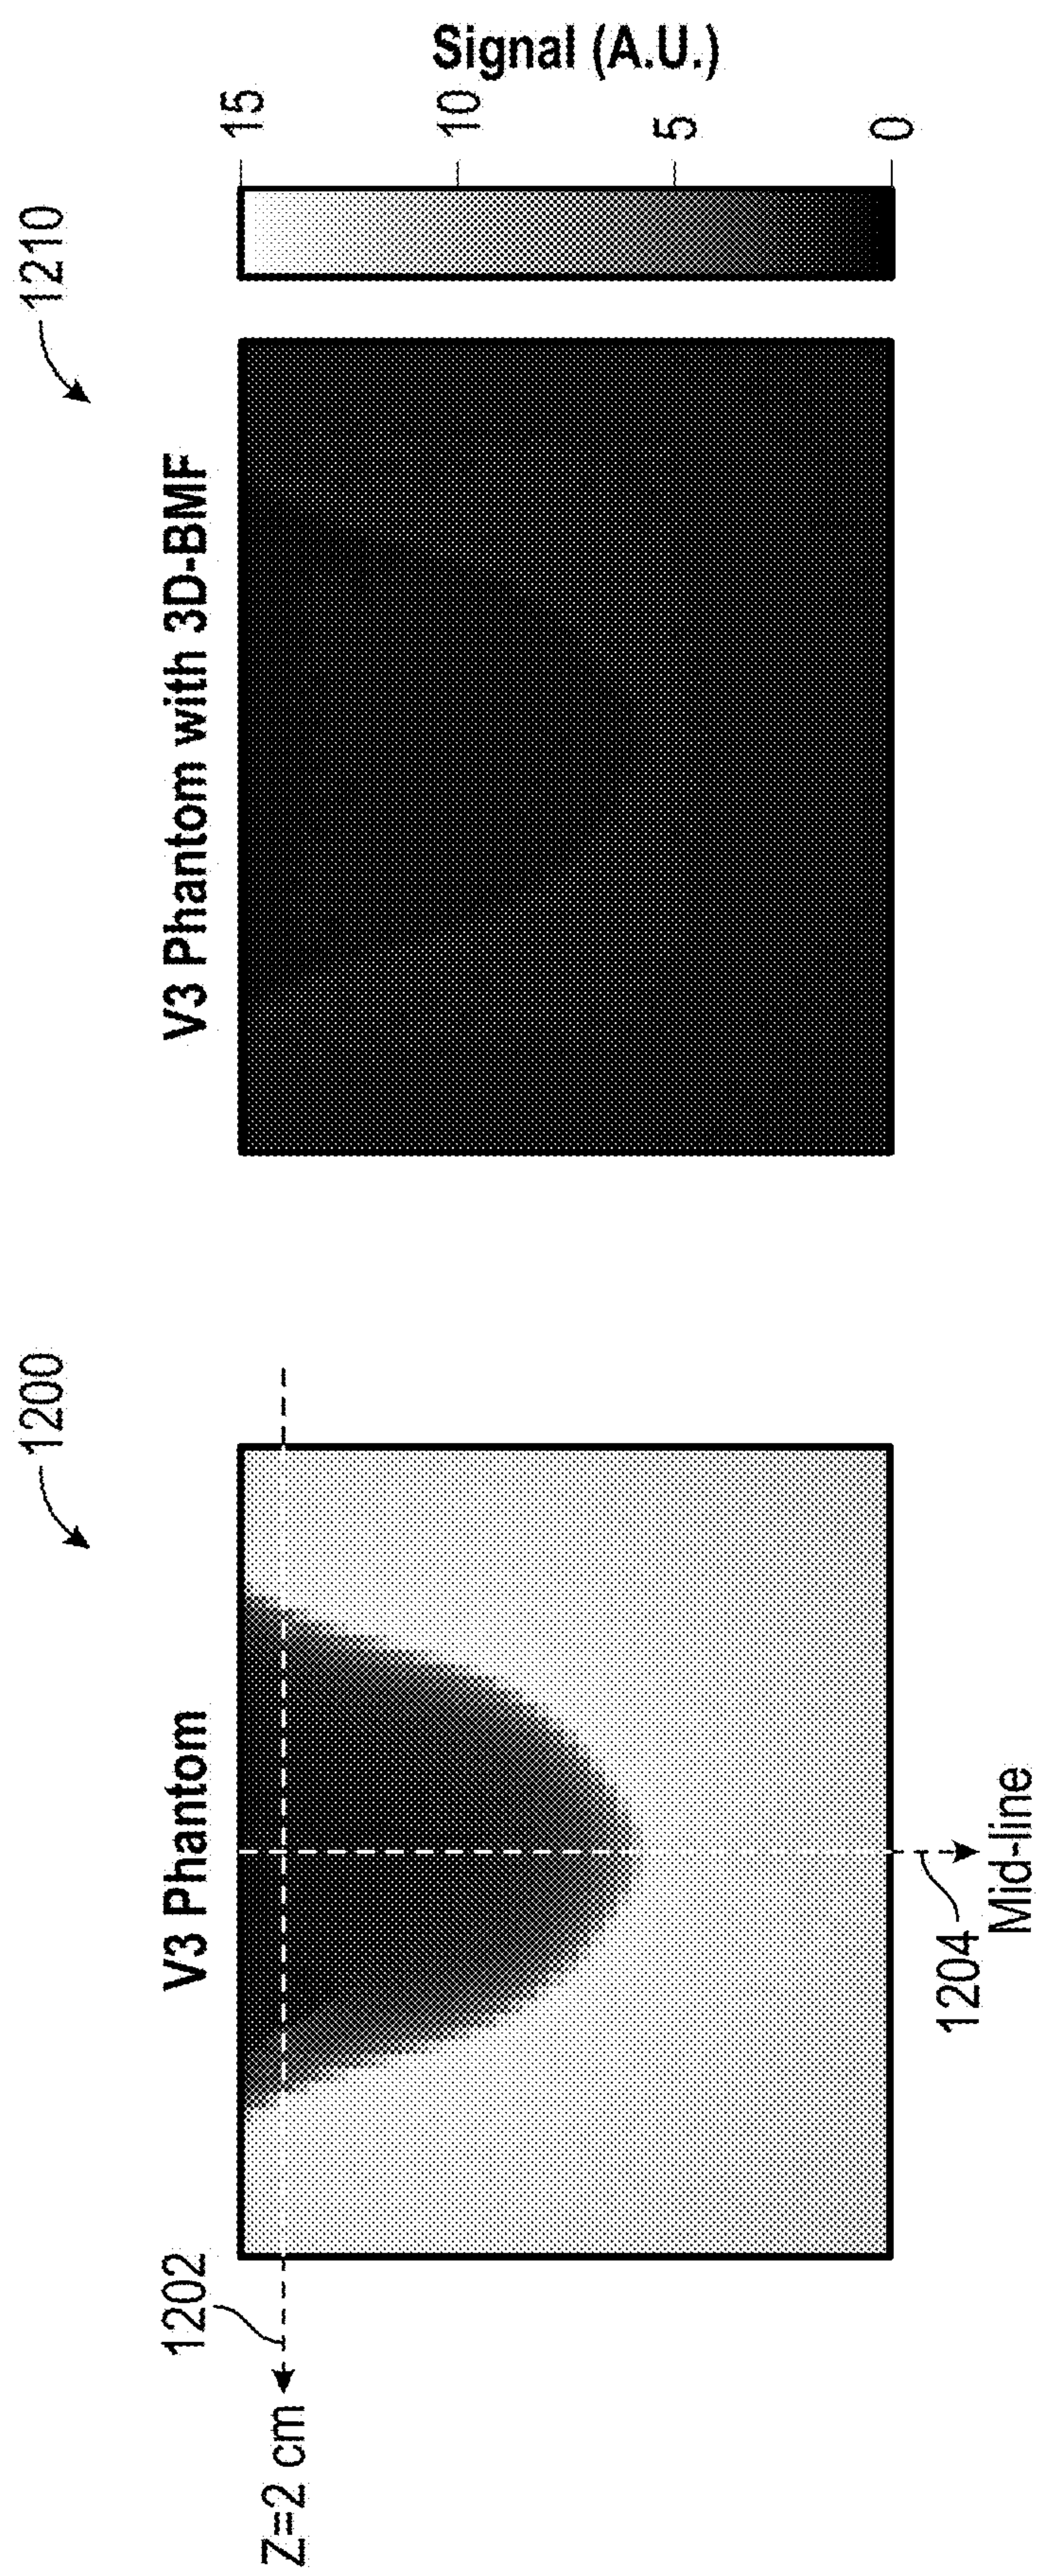 1200
1210
V3 Phantom
V3 Phantom with 3D-BMF
1202
Z=2 cm
1204
Mid-line
15
10
5
0
Signal (A.U.)